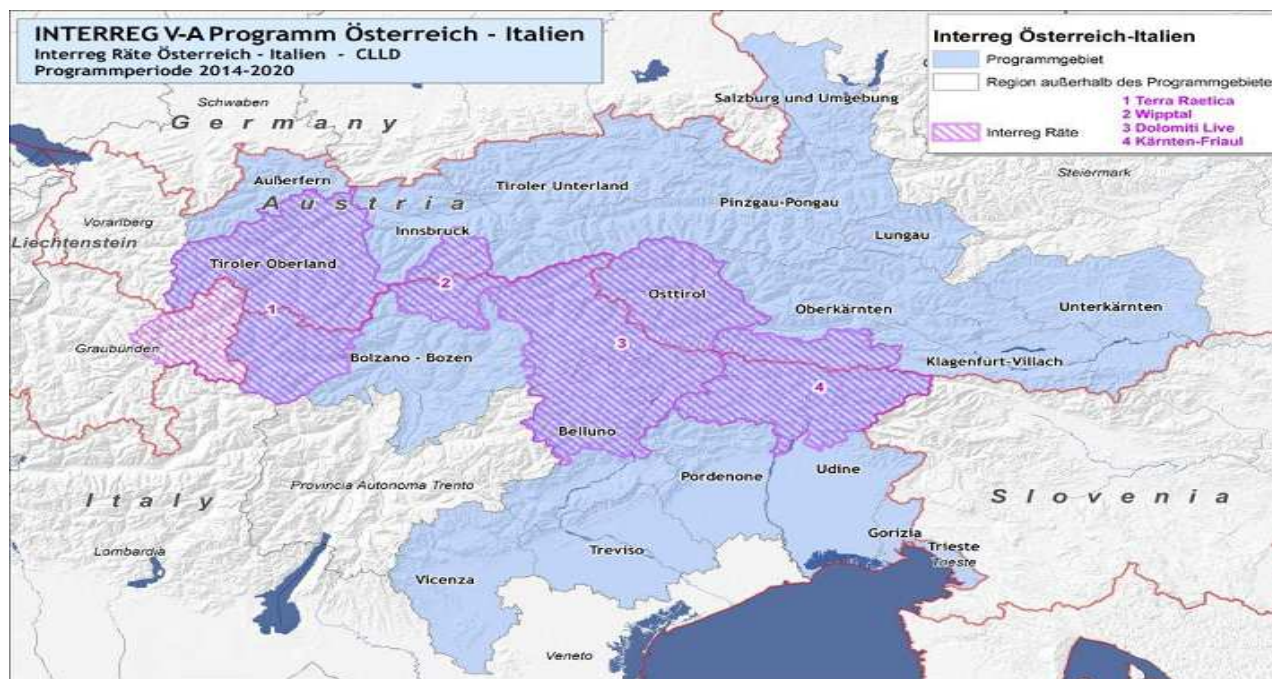 INTERREG V-A Programm Österreich - Italien
Interreg Räte Österreich - Italien - CLLD
Programmperiode 2014-2020
Interreg Österreich-Italien
Programmgebiet
Region außerhalb des Programmgebiete
Interreg Räte
1 Terra Raetica
2 Wipptal
3 Dolomiti Live
4 Kärnten-Friaul
Schwaben
Germany
Salzburg und Umgebung
Steiermark
Außerfern
Austria
Tiroler Unterland
Pinzgau-Pongau
Vorarlberg
Liechtenstein
Innsbruck
Lungau
Tiroler Oberland
2
Osttirol
1
Oberkärnten
Unterkärnten
3
Graubünden
Bolzano - Bozen
Klagenfurt-Villach
4
Belluno
Udine
Pordenone
Provincia Autonoma Trento
Italy
Slovenia
Gorizia
Lombardia
Treviso
Trieste
Trieste
Vicenza
Veneto